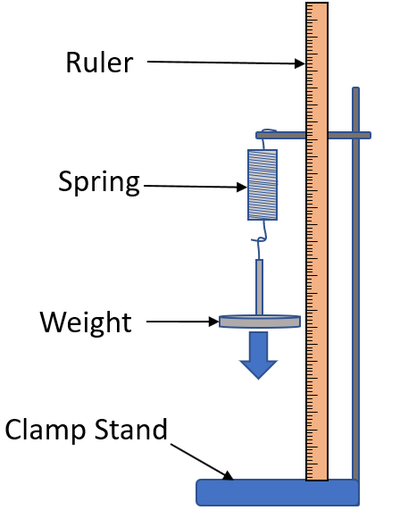 Ruler
Spring
Weight
Clamp Stand